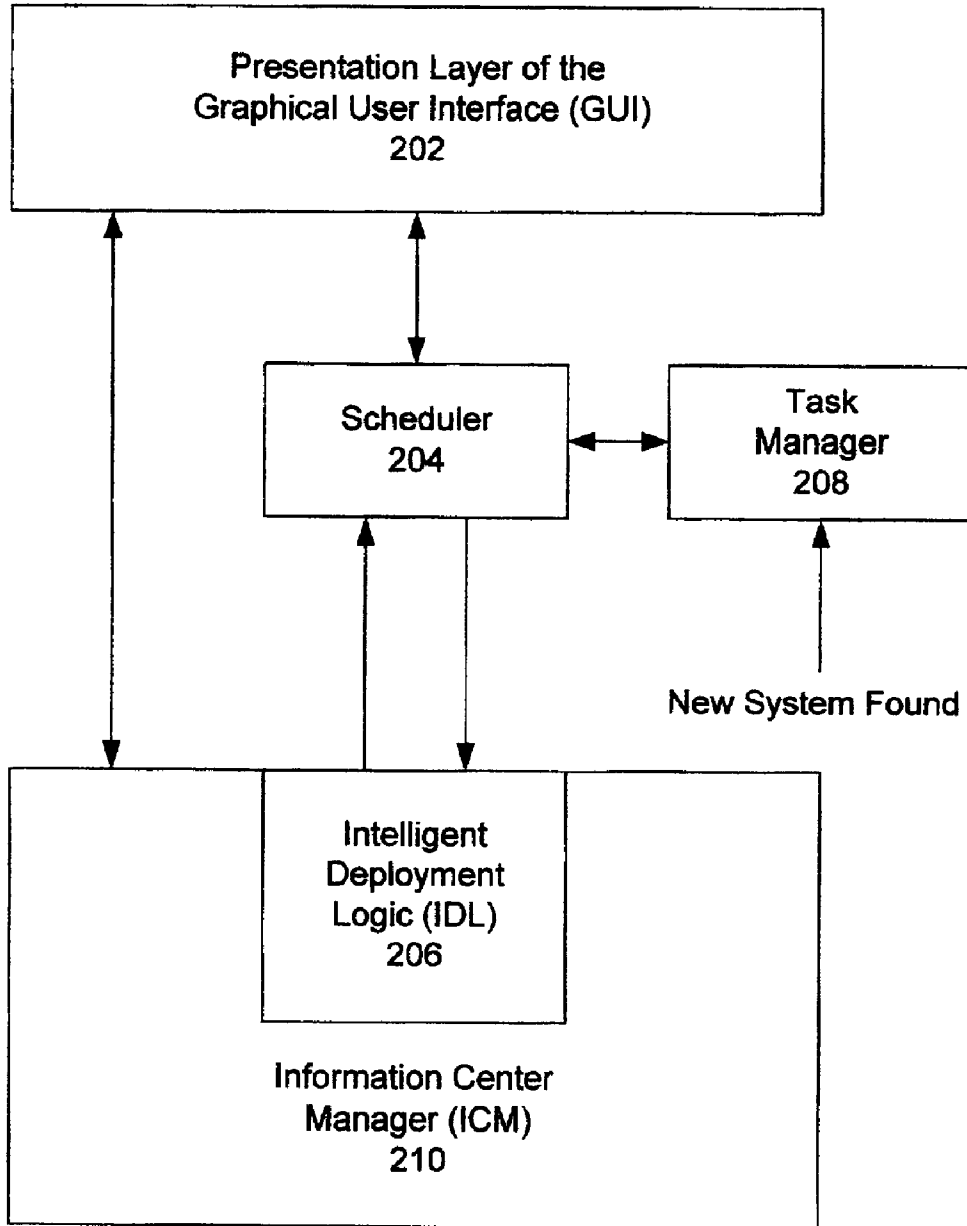 Presentation Layer of the
Graphical User Interface (GUI)
202
Scheduler
204
Task
Manager
208
New System Found
Intelligent
Deployment
Logic (IDL)
206
Information Center
Manager (ICM)
210